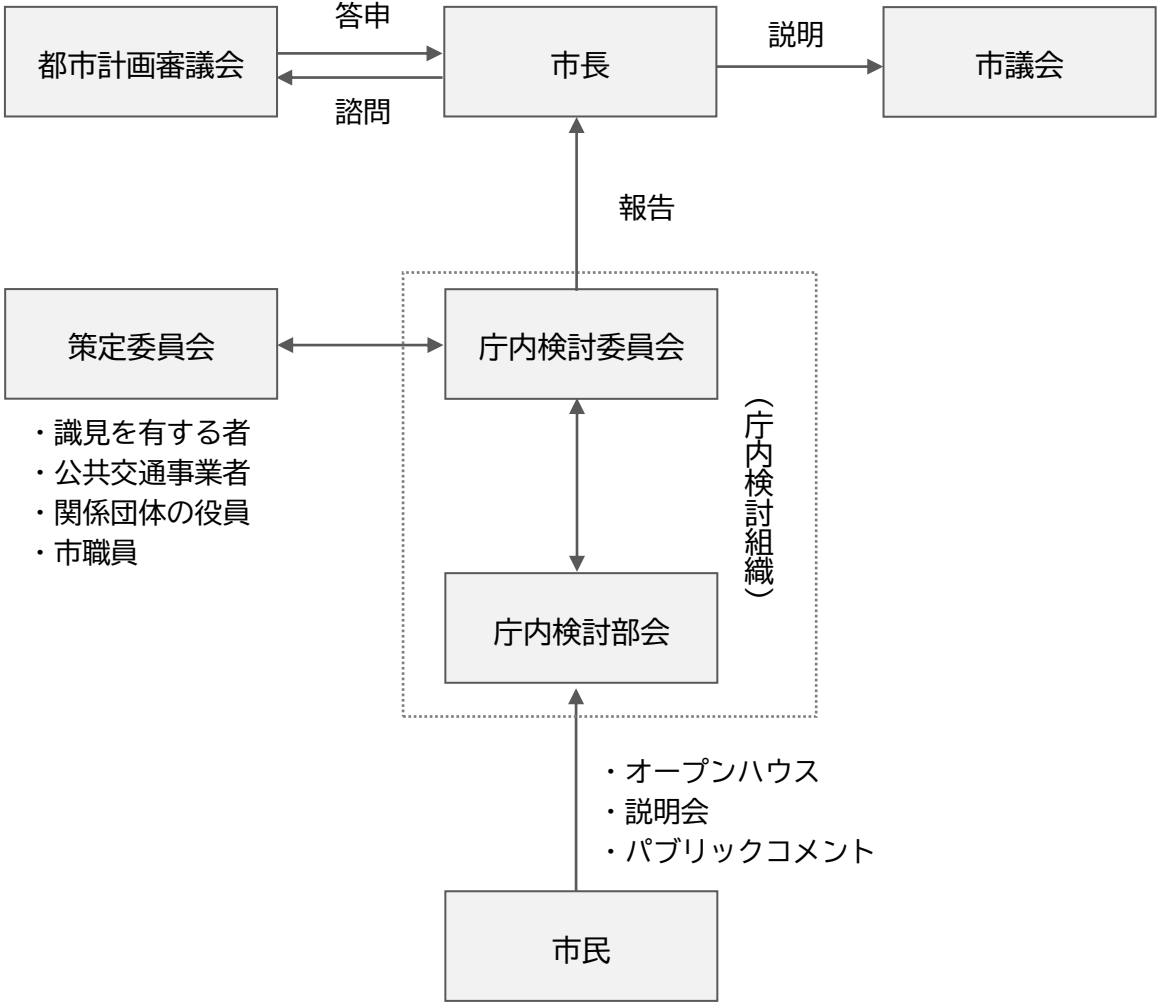 答申
都市計画審議会
市長
説明
市議会
諮問
報告
策定委員会
庁内検討委員会
・識見を有する者
・公共交通事業者
・関係団体の役員
・市職員
（庁内検討組織）
庁内検討部会
・オープンハウス
・説明会
・パブリックコメント
市民